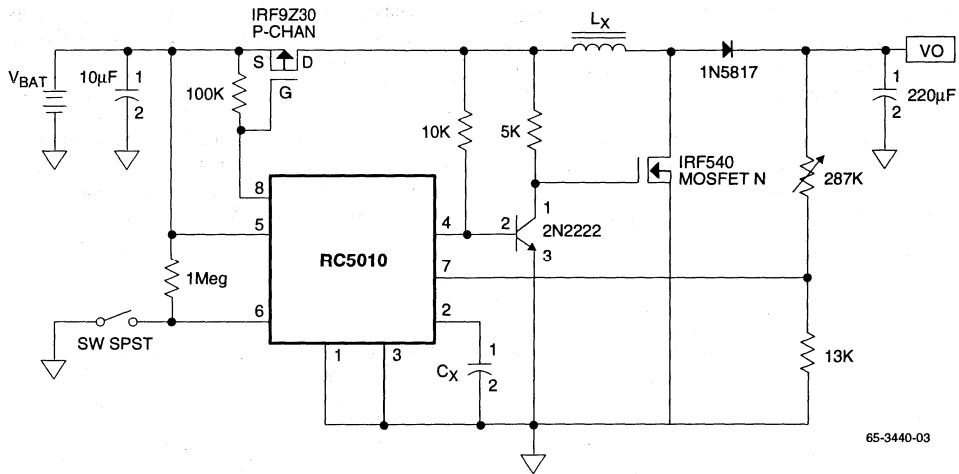 IRF9Z30
P-CHAN
LX
VO
S D
G
1N5817
VBAT
10µF 1
2
100K
10K
5K
1
2
220µF
IRF540
MOSFET N
287K
8
5
4
2
1
2N2222
3
RC5010
7
1Meg
6
2
SW SPST
1
3
CX
1
2
13K
65-3440-03